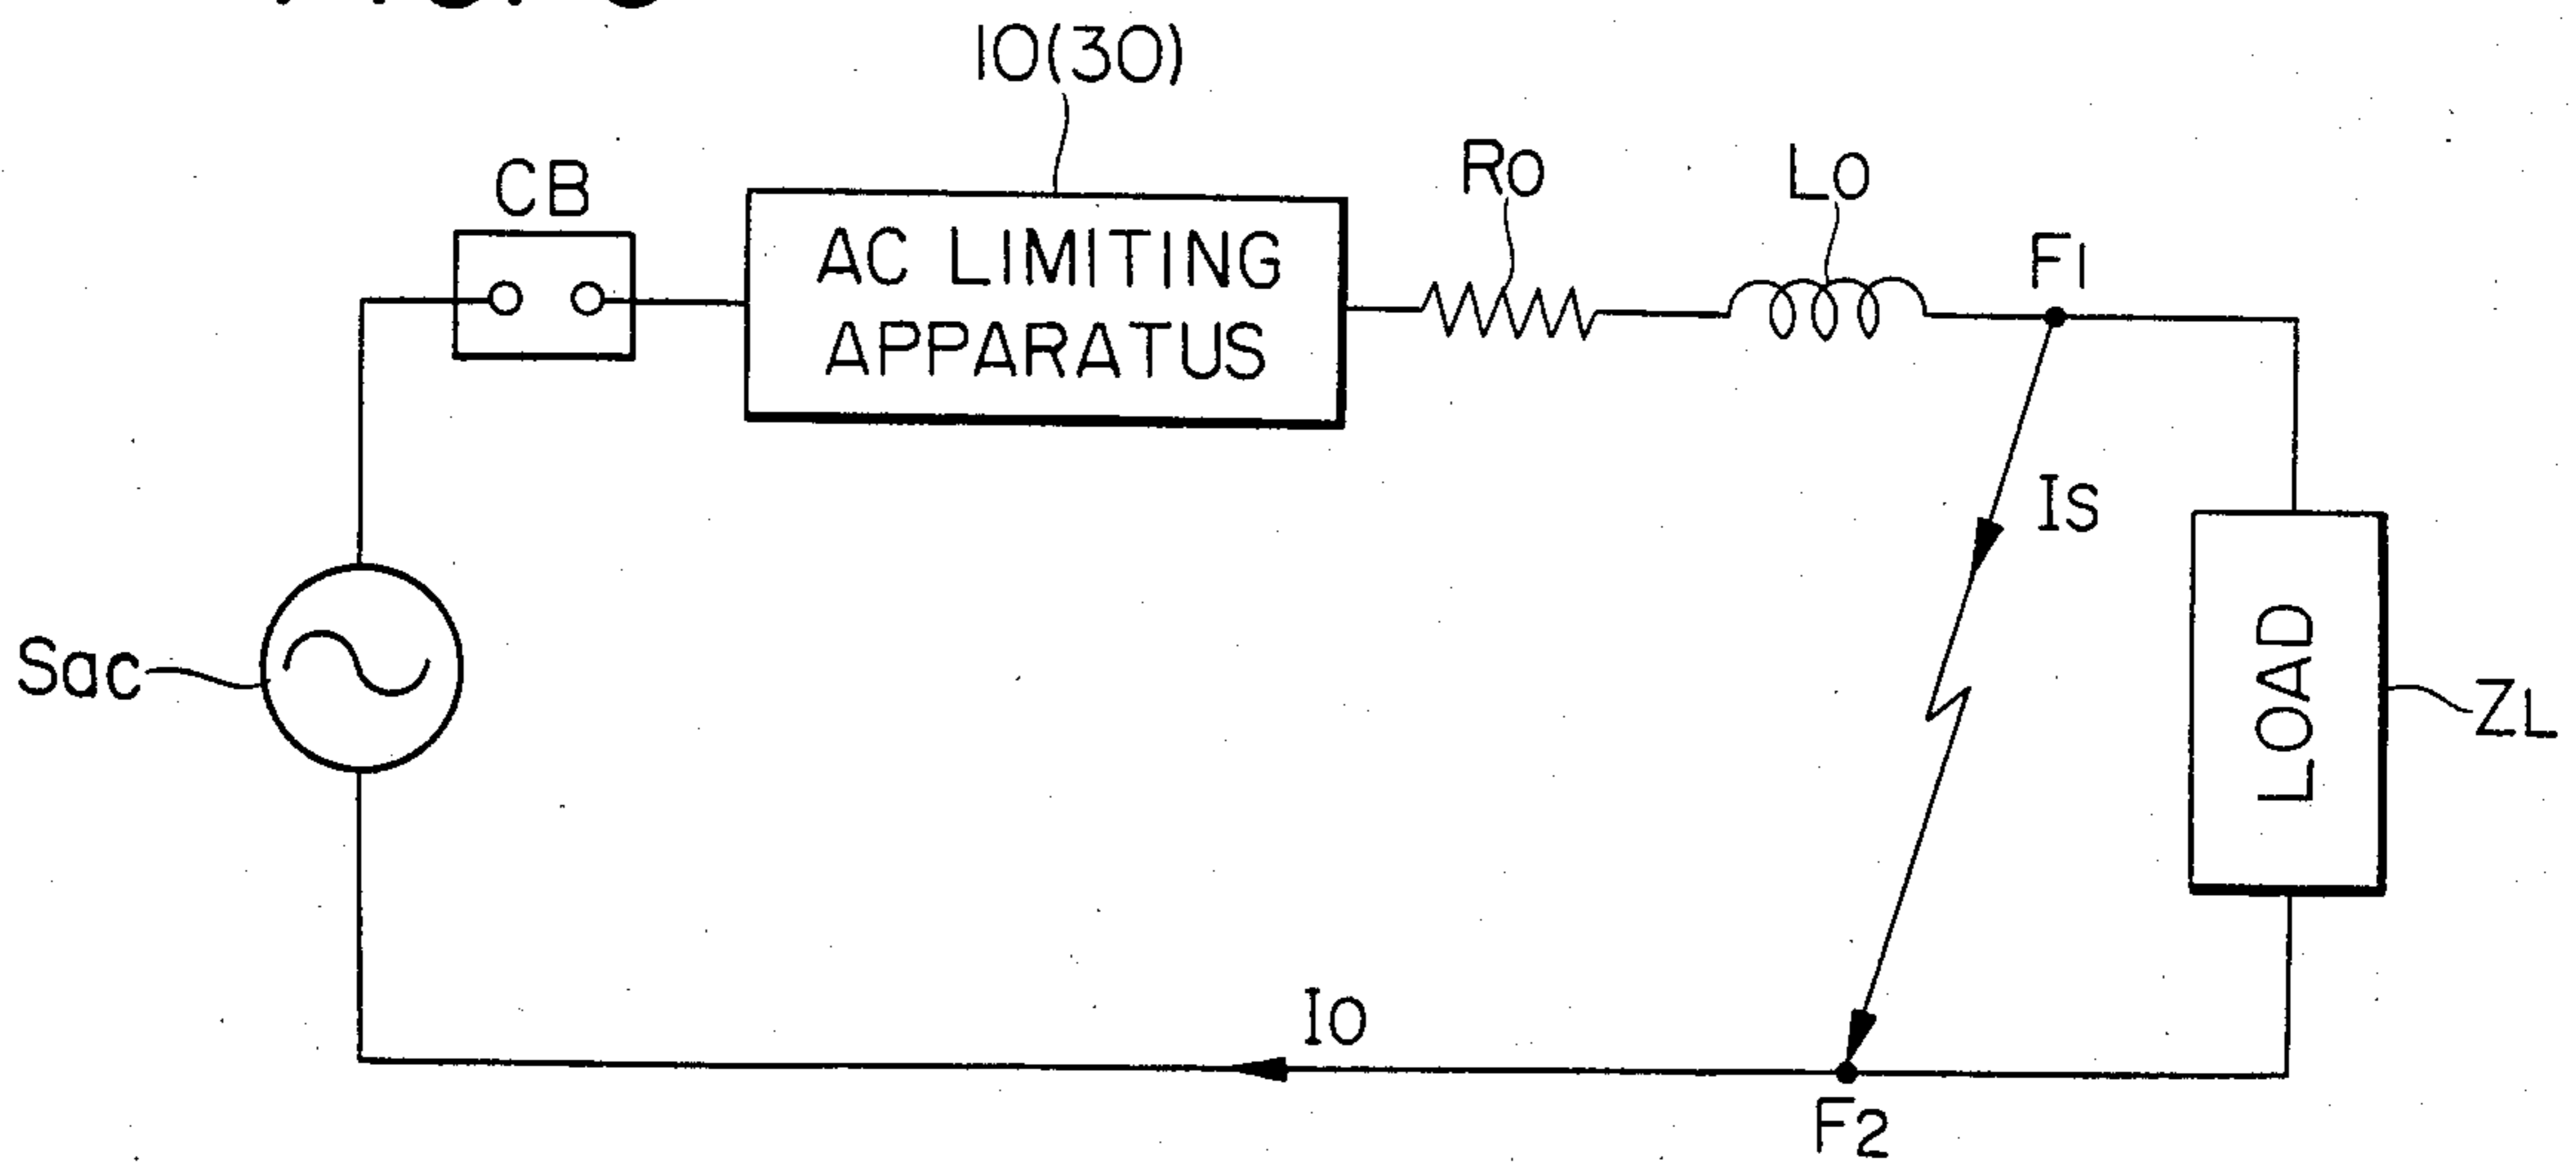 10(30)
CB
AC LIMITING
APPARATUS
Ro
Lo
F1
Is
Sac
LOAD
ZL
Io
F2